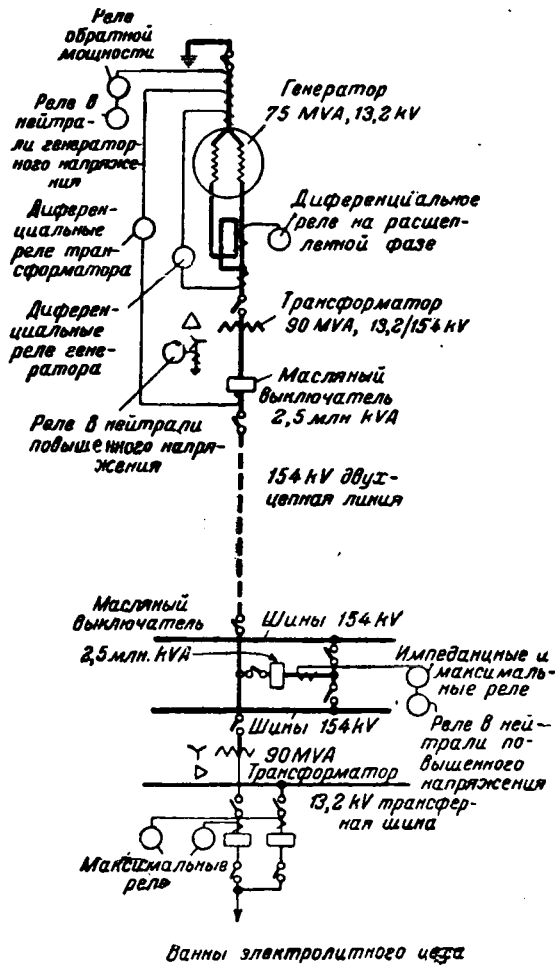 Реле
обратной
мощности
Генератор
75 MVA, 13,2 kV
Реле в
нейтра-
ли генератор-
ного напряже-
ния
Диференциальное
реле на расщеп-
ленной фазе
Диферен-
циальные
реле тран-
сформатора
Трансформатор
90 MVA, 13,2/154 kV
Диферен-
циальные
реле гене-
ратора
Масляный
выключатель
2,5 млн kVA
Реле в нейтрали
повышенного напря-
жения
154 kV двух-
цепная линия
Масляный
выключатель
2,5 млн. kVA
Шины 154 kV
Импеданцные и
максималь-
ные реле
Шины 154 kV
Реле в ней-
трали по-
вышенного
напряжения
90 MVA
Трансформатор
13,2 kV трансфер-
ная шина
Максимальные
реле
Ванны электролитного цеха